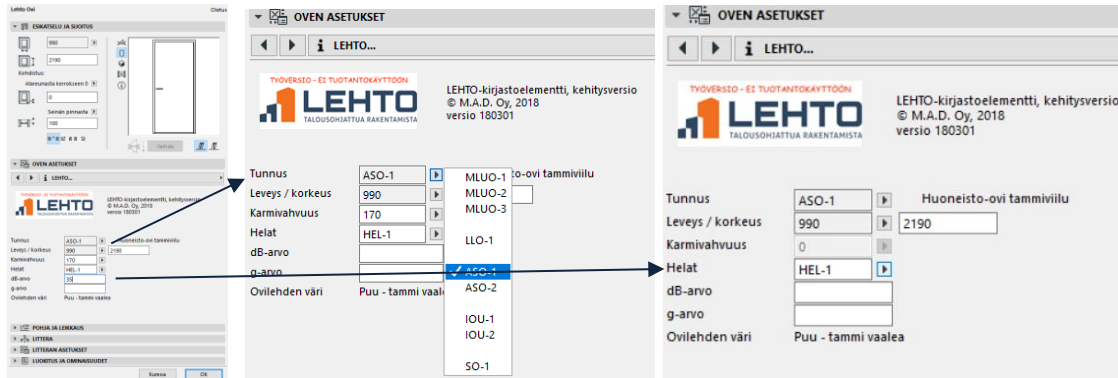 Lehto Ovi
Oletus
ESIKATSELU JA SIJOITUS
990
2190
Kohdistus:
Alareunasta kerrokseen 0
0
Seinän pinnasta
100
Vaihda
OVEN ASETUKSET
LEHTO...
TYÖVERSIO - EI TUOTANTOKÄYTTÖÖN
LEHTO
TALOUSOHJATTUA RAKENTAMISTA
LEHTO-kirjastoelementti, kehitysversio
© M.A.D. Oy, 2018
versio 180301
Tunnus ASO-1 Huoneisto-ovi tammiviilu
Leveys / korkeus 990 2190
Karmivahvuus 170
Helat HEL-1
dB-arvo 35
g-arvo
Ovilehden väri Puu - tammi vaalea
POHJA JA LEIKKAUS
LITTERA
LITTERAN ASETUKSET
LUOKITUS JA OMINAISUUDET
Kumoa OK
OVEN ASETUKSET
i LEHTO...
TYÖVERSIO - EI TUOTANTOKÄYTTÖÖN
LEHTO
TALOUSOHJATTUA RAKENTAMISTA
LEHTO-kirjastoelementti, kehitysversio
© M.A.D. Oy, 2018
versio 180301
Tunnus ASO-1 to-ovi tammiviilu
Leveys / korkeus 990
Karmivahvuus 170
Helat HEL-1
dB-arvo
g-arvo
Ovilehden väri Puu - tammi vaal
MLUO-1
MLUO-2
MLUO-3
LLO-1
ASO-1
ASO-2
IOU-1
IOU-2
SO-1
OVEN ASETUKSET
i LEHTO...
TYÖVERSIO - EI TUOTANTOKÄYTTÖÖN
LEHTO
TALOUSOHJATTUA RAKENTAMISTA
LEHTO-kirjastoelementti, kehitysversio
© M.A.D. Oy, 2018
versio 180301
Tunnus ASO-1 Huoneisto-ovi tammiviilu
Leveys / korkeus 990 2190
Karmivahvuus 0
Helat HEL-1
dB-arvo
g-arvo
Ovilehden väri Puu - tammi vaalea